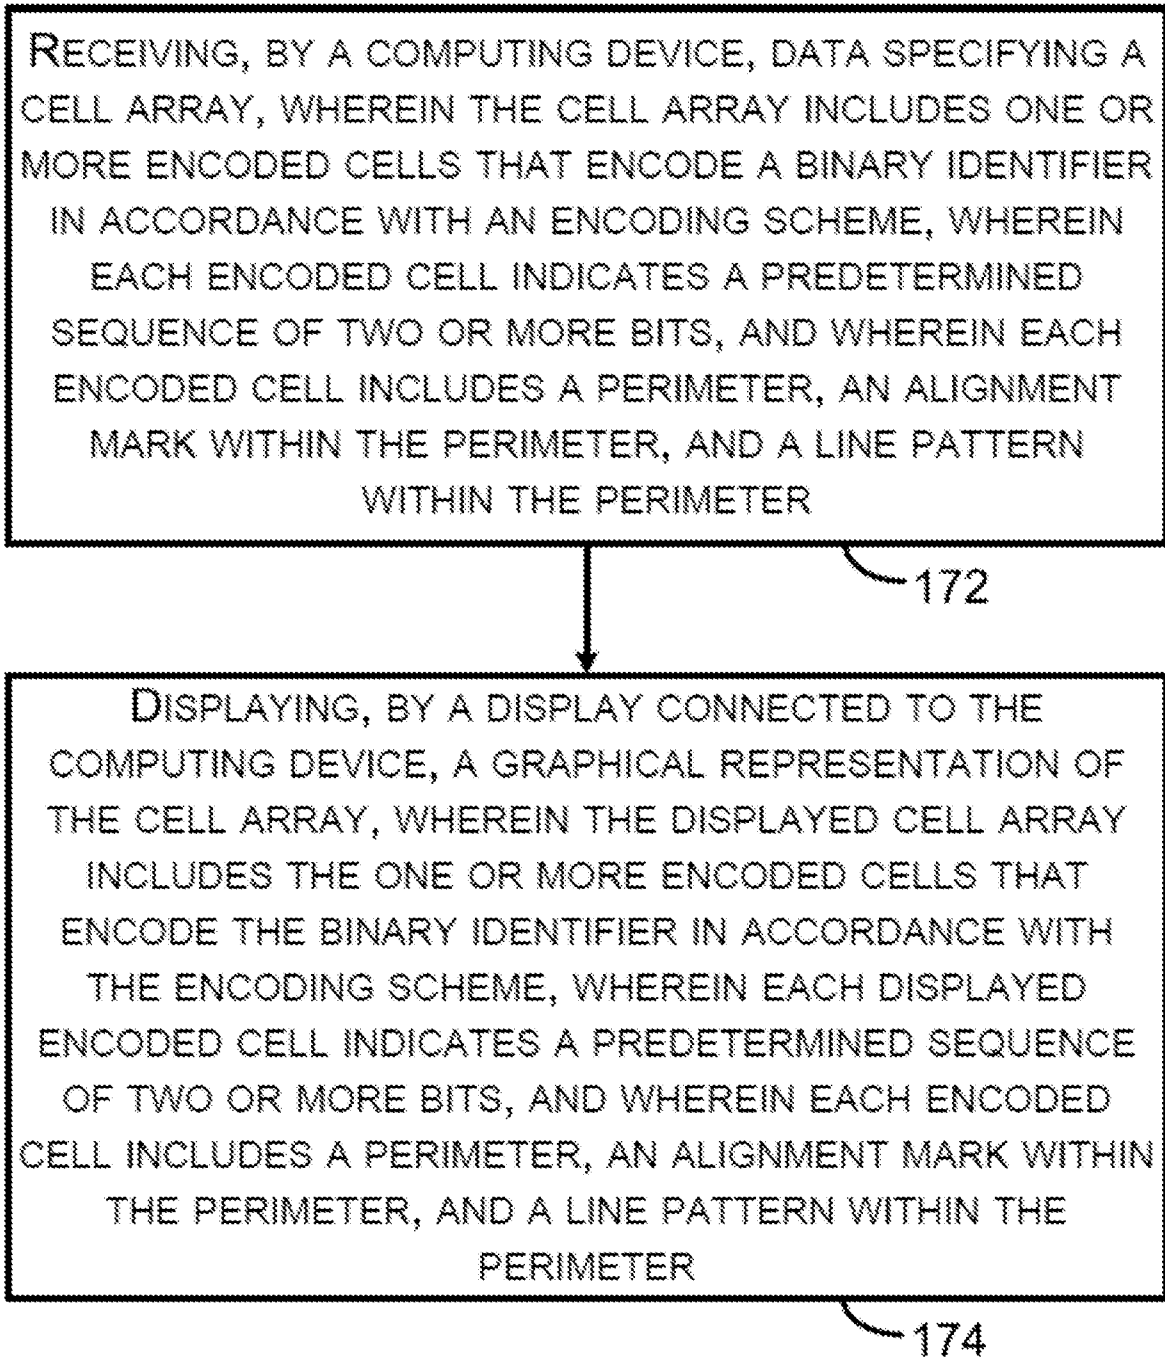 RECEIVING, BY A COMPUTING DEVICE, DATA SPECIFYING A
CELL ARRAY, WHEREIN THE CELL ARRAY INCLUDES ONE OR
MORE ENCODED CELLS THAT ENCODE A BINARY IDENTIFIER
IN ACCORDANCE WITH AN ENCODING SCHEME, WHEREIN
EACH ENCODED CELL INDICATES A PREDETERMINED
SEQUENCE OF TWO OR MORE BITS, AND WHEREIN EACH
ENCODED CELL INCLUDES A PERIMETER, AN ALIGNMENT
MARK WITHIN THE PERIMETER, AND A LINE PATTERN
WITHIN THE PERIMETER
172
DISPLAYING, BY A DISPLAY CONNECTED TO THE
COMPUTING DEVICE, A GRAPHICAL REPRESENTATION OF
THE CELL ARRAY, WHEREIN THE DISPLAYED CELL ARRAY
INCLUDES THE ONE OR MORE ENCODED CELLS THAT
ENCODE THE BINARY IDENTIFIER IN ACCORDANCE WITH
THE ENCODING SCHEME, WHEREIN EACH DISPLAYED
ENCODED CELL INDICATES A PREDETERMINED SEQUENCE
OF TWO OR MORE BITS, AND WHEREIN EACH ENCODED
CELL INCLUDES A PERIMETER, AN ALIGNMENT MARK WITHIN
THE PERIMETER, AND A LINE PATTERN WITHIN THE
PERIMETER
174